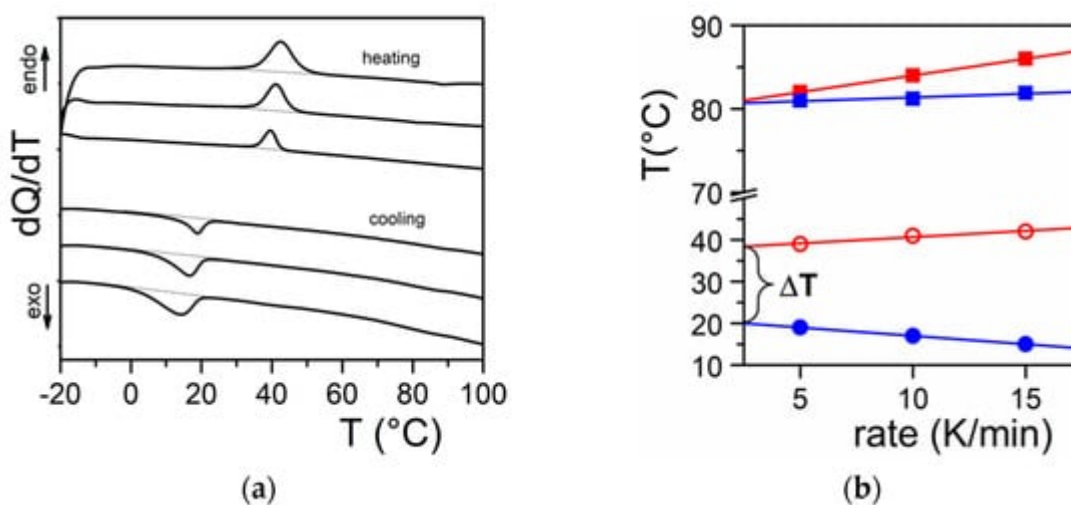 endo
exo
dQ/dT
heating
cooling
-20 0 20 40 60 80 100
T (°C)
(a)
90
80
70
40
30
20
10
T(°C)
ΔT
5 10 15
rate (K/min)
(b)